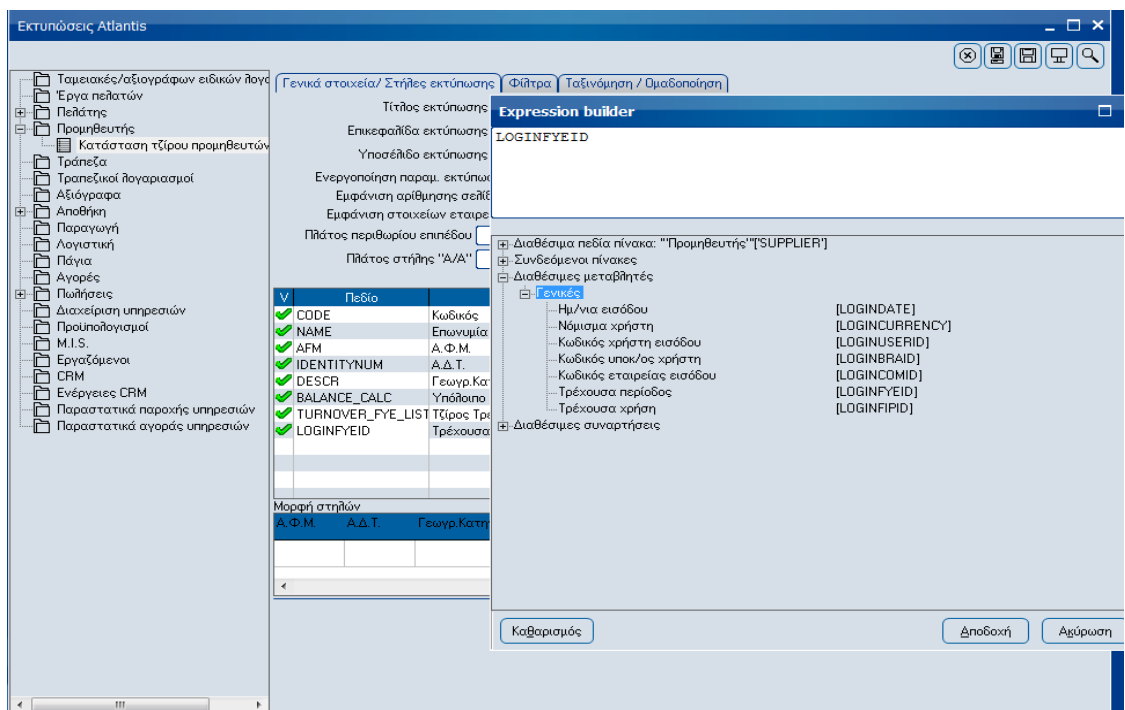 Εκτυπώσεις Atlantis
Ταμειακές/αξιογράφων ειδικών λογα
Έργα πελατών
Πελάτης
Προμηθευτής
Κατάσταση τζίρου προμηθευτών
Τράπεζα
Τραπεζικοί λογαριασμοί
Αξιόγραφα
Αποθήκη
Παραγωγή
Λογιστική
Πάγια
Αγορές
Πωλήσεις
Διαχείριση υπηρεσιών
Προϋπολογισμοί
M.I.S.
Εργαζόμενοι
CRM
Ενέργειες CRM
Παραστατικά παροχής υπηρεσιών
Παραστατικά αγοράς υπηρεσιών
Γενικά στοιχεία/ Στήλες εκτύπωσης
Φίλτρα
Ταξινόμηση / Ομαδοποίηση
Τίτλος εκτύπωσης
Επικεφαλίδα εκτύπωσης
Υποσέλιδο εκτύπωσης
Ενεργοποίηση παραμ. εκτύπω
Εμφάνιση αρίθμησης σελίδ
Εμφάνιση στοιχείων εταιρε
Πλάτος περιθωρίου επιπέδου
Πλάτος στήλης "Α/Α"
V Πεδίο
CODE Κωδικός
NAME Επωνυμία
AFM Α.Φ.Μ.
IDENTITYNUM Α.Δ.Τ.
DESCR Γεωγρ.Κατ
BALANCE_CALC Υπόλοιπο
TURNOVER_FYE_LIST Τζίρος Τρε
LOGINFYEID Τρέχουσα
Μορφή στηλών
Α.Φ.Μ. Α.Δ.Τ. Γεωγρ.Κατη
Expression builder
LOGINFYEID
Διαθέσιμα πεδία πίνακα: "'Προμηθευτής'"['SUPPLIER']
Συνδεόμενοι πίνακες
Διαθέσιμες μεταβλητές
Γενικές
Ημ/νια εισόδου [LOGINDATE]
Νόμισμα χρήστη [LOGINCURRENCY]
Κωδικός χρήστη εισόδου [LOGINUSERID]
Κωδικός υποκ/ος χρήστη [LOGINBRAID]
Κωδικός εταιρείας εισόδου [LOGINCOMID]
Τρέχουσα περίοδος [LOGINFYEID]
Τρέχουσα χρήση [LOGINFIPID]
Διαθέσιμες συναρτήσεις
Καθαρισμός
Αποδοχή
Ακύρωση